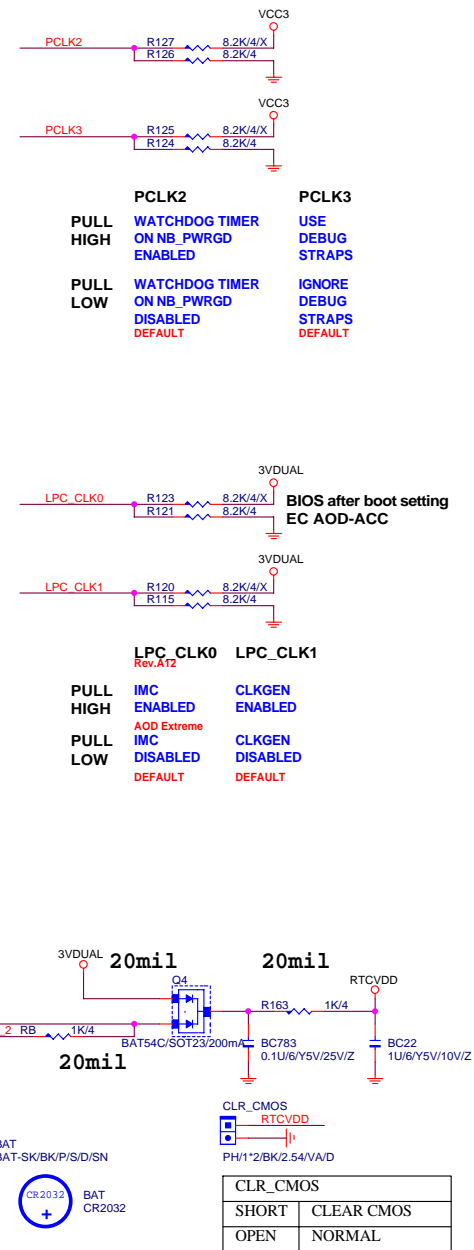 VCC3
PCLK2 R127 8.2K/4/X
R126 8.2K/4
VCC3
PCLK3 R125 8.2K/4/X
R124 8.2K/4
PCLK2 PCLK3
PULL WATCHDOG TIMER USE
HIGH ON NB_PWRGD DEBUG
ENABLED STRAPS
PULL WATCHDOG TIMER IGNORE
LOW ON NB_PWRGD DEBUG
DISABLED STRAPS
DEFAULT DEFAULT
3VDUAL
LPC_CLK0 R123 8.2K/4/X BIOS after boot setting
R121 8.2K/4 EC AOD-ACC
3VDUAL
LPC_CLK1 R120 8.2K/4/X
R115 8.2K/4
LPC_CLK0 LPC_CLK1
Rev.A12
PULL IMC CLKGEN
HIGH ENABLED ENABLED
AOD Extreme
PULL IMC CLKGEN
LOW DISABLED DISABLED
DEFAULT DEFAULT
3VDUAL 20mil 20mil
Q4 RTCVDD
R163 1K/4
_2 RB 1K/4
BAT54C/SOT23/200mA BC783 BC22
0.1U/6/Y5V/25V/Z 1U/6/Y5V/10V/Z
20mil
CLR_CMOS
RTCVDD
BAT PH/1*2/BK/2.54/VA/D
BAT-SK/BK/P/S/D/SN
CR2032 BAT
+ CR2032
CLR_CMOS
SHORT CLEAR CMOS
OPEN NORMAL